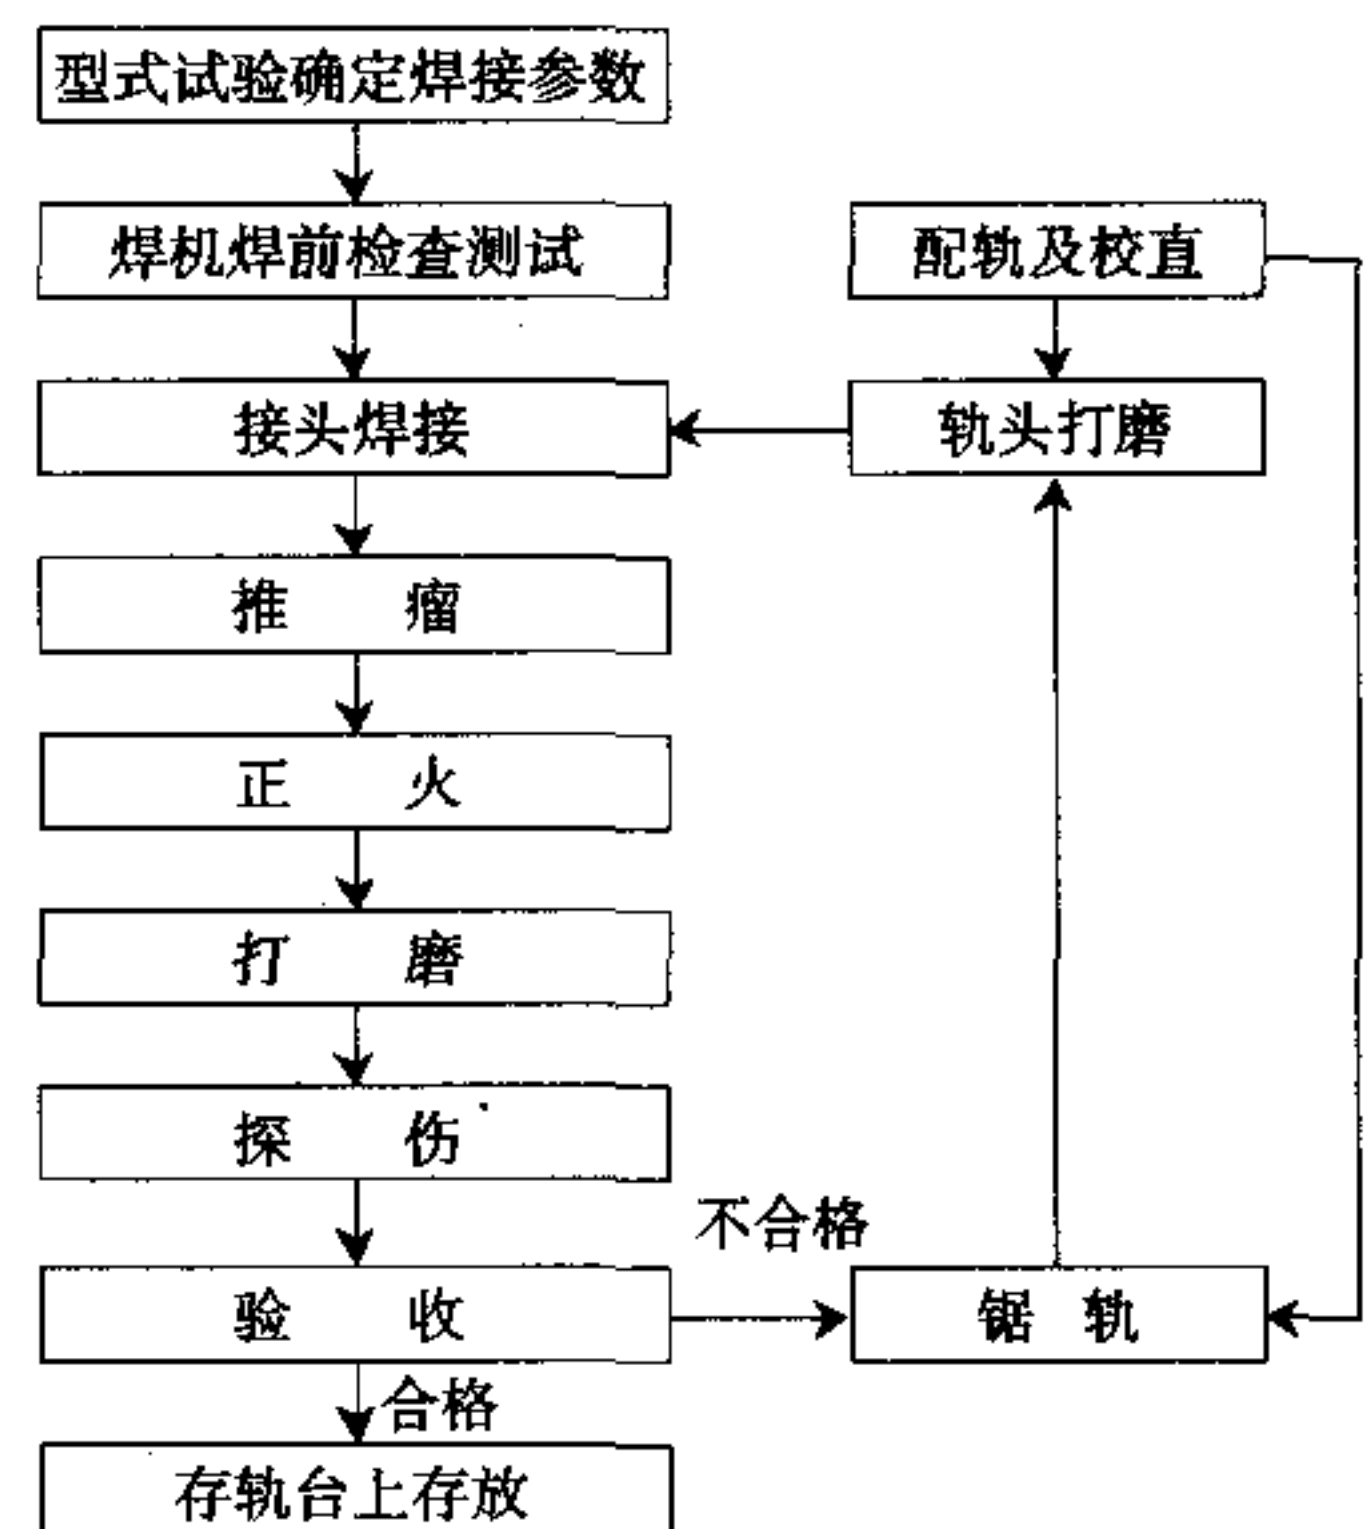 型式试验确定焊接参数
焊机焊前检查测试
配轨及校直
接头焊接
轨头打磨
推瘤
正火
打磨
探伤
不合格
验收
锯轨
合格
存轨台上存放